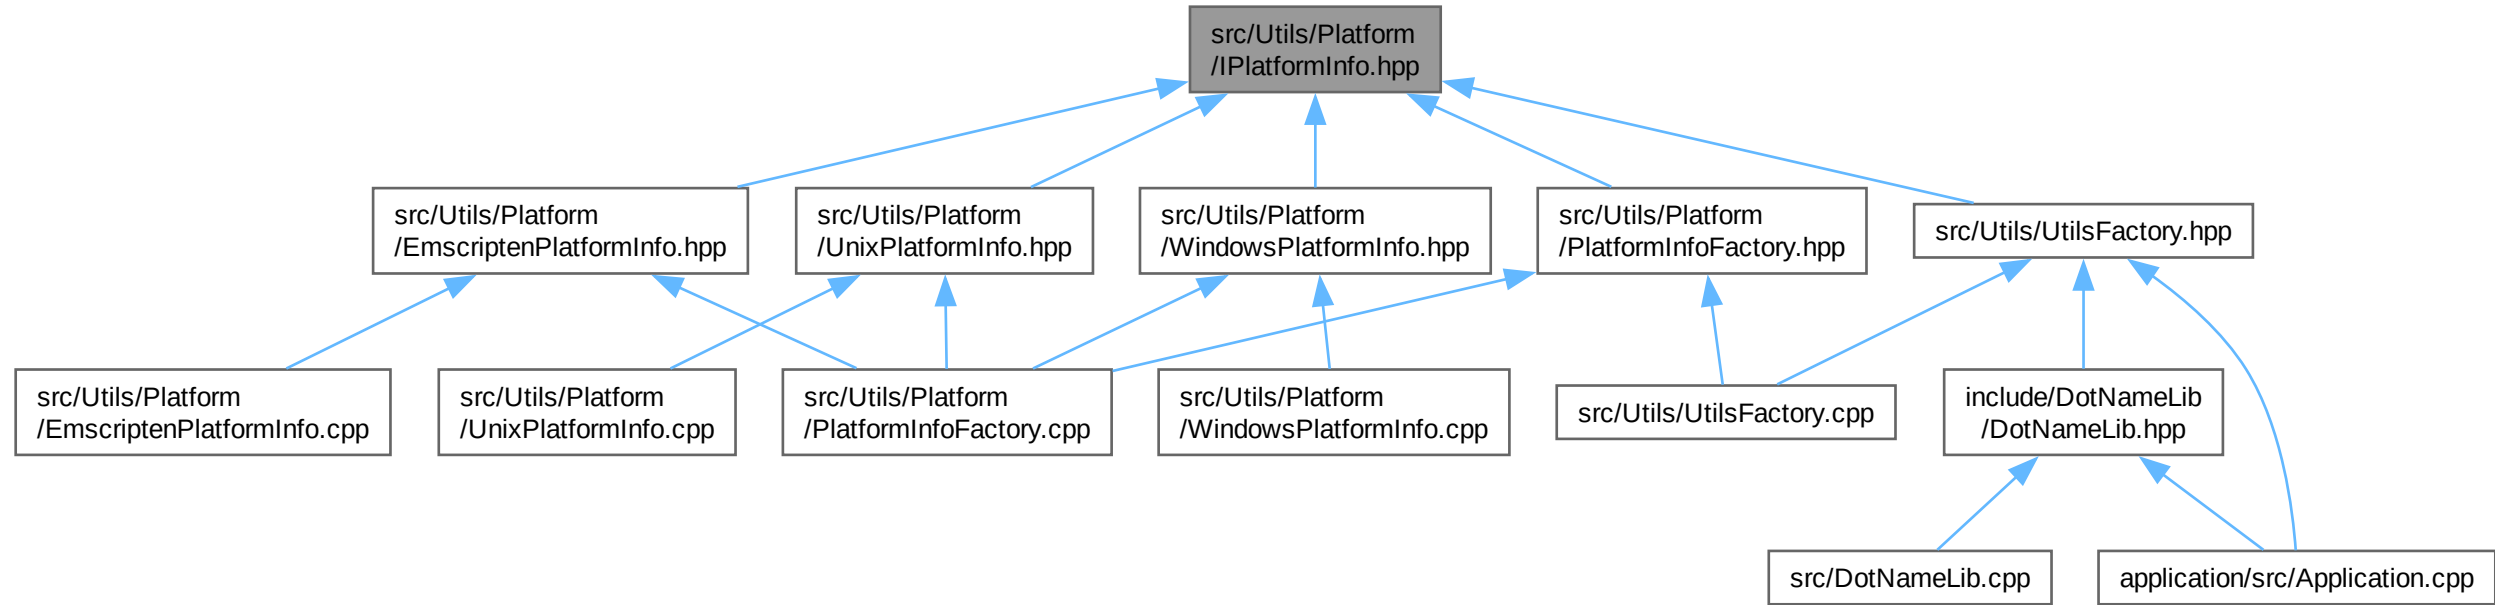 src/Utils/Platform
/IPlatformInfo.hpp
src/Utils/Platform
/EmscriptenPlatformInfo.hpp
src/Utils/Platform
/UnixPlatformInfo.hpp
src/Utils/Platform
/WindowsPlatformInfo.hpp
src/Utils/Platform
/PlatformInfoFactory.hpp
src/Utils/UtilsFactory.hpp
src/Utils/Platform
/EmscriptenPlatformInfo.cpp
src/Utils/Platform
/UnixPlatformInfo.cpp
src/Utils/Platform
/PlatformInfoFactory.cpp
src/Utils/Platform
/WindowsPlatformInfo.cpp
src/Utils/UtilsFactory.cpp
include/DotNameLib
/DotNameLib.hpp
src/DotNameLib.cpp
application/src/Application.cpp